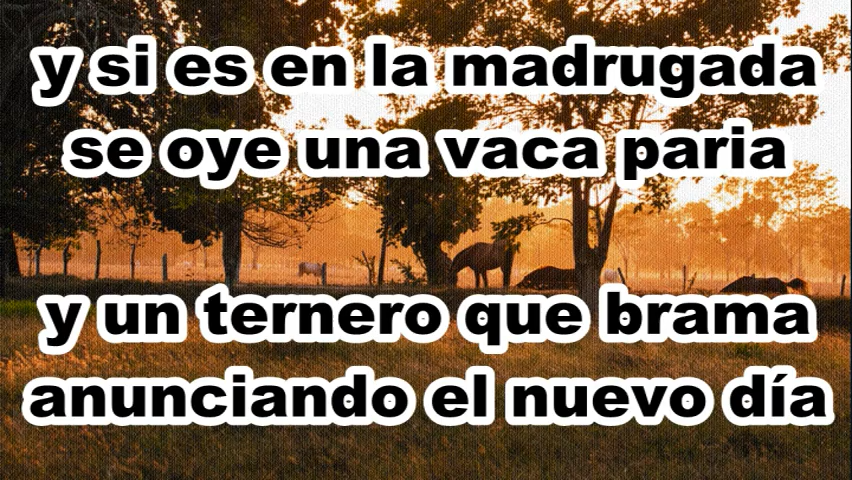 y si es en la madrugada
se oye una vaca paria
y un ternero que brama
anunciando el nuevo día